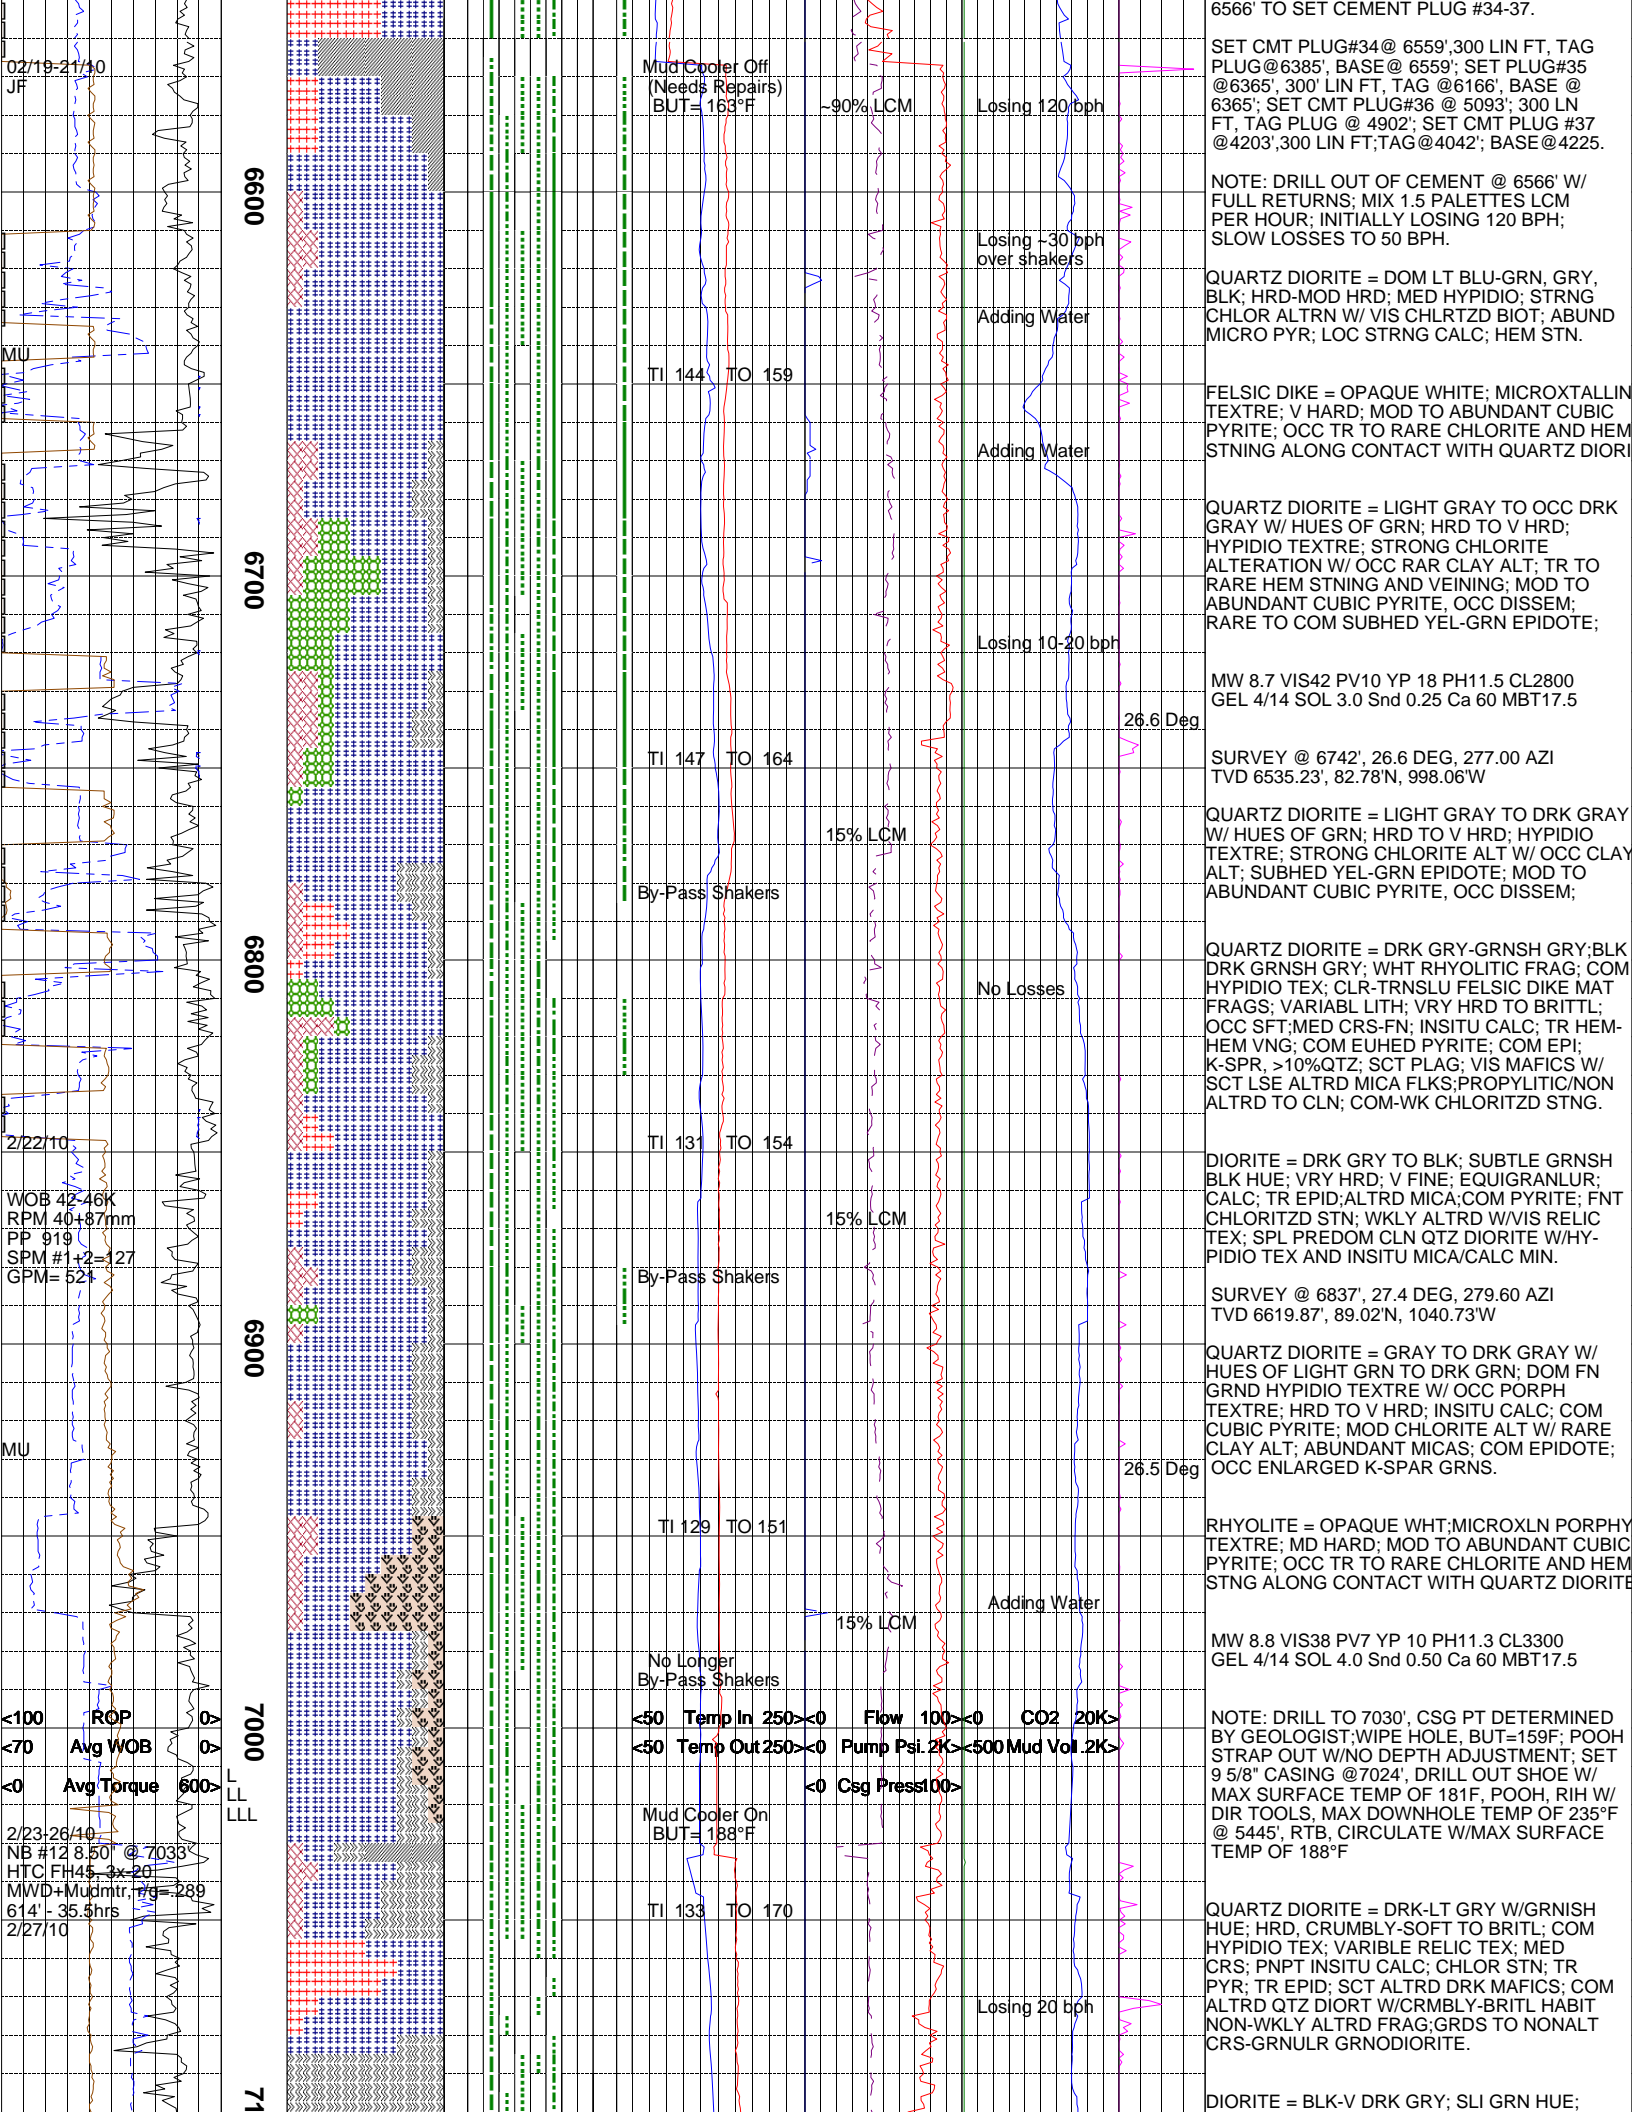 6566' TO SET CEMENT PLUG #34-37.
SET CMT PLUG#34@ 6559',300 LIN FT, TAG
PLUG@6385', BASE@ 6559'; SET PLUG#35
@6365', 300' LIN FT, TAG @6166', BASE @
6365'; SET CMT PLUG#36 @ 5093'; 300 LN
FT, TAG PLUG @ 4902'; SET CMT PLUG #37
@4203',300 LIN FT;TAG@4042'; BASE@4225.
02/19-21/10
JF
Mud Cooler Off
(Needs Repairs)
BUT= 163°F
~90% LCM
Losing 120 bph
6600
NOTE: DRILL OUT OF CEMENT @ 6566' W/
FULL RETURNS; MIX 1.5 PALETTES LCM
PER HOUR; INITIALLY LOSING 120 BPH;
SLOW LOSSES TO 50 BPH.
Losing ~30 bph
over shakers
QUARTZ DIORITE = DOM LT BLU-GRN, GRY,
BLK; HRD-MOD HRD; MED HYPIDIO; STRNG
CHLOR ALTRN W/ VIS CHLRTZD BIOT; ABUND
MICRO PYR; LOC STRNG CALC; HEM STN.
Adding Water
MU
TI 144 TO 159
FELSIC DIKE = OPAQUE WHITE; MICROXTALLIN
TEXTRE; V HARD; MOD TO ABUNDANT CUBIC
PYRITE; OCC TR TO RARE CHLORITE AND HEM
STNING ALONG CONTACT WITH QUARTZ DIORI
Adding Water
QUARTZ DIORITE = LIGHT GRAY TO OCC DRK
GRAY W/ HUES OF GRN; HRD TO V HRD;
HYPIDIO TEXTRE; STRONG CHLORITE
ALTERATION W/ OCC RAR CLAY ALT; TR TO
RARE HEM STNING AND VEINING; MOD TO
ABUNDANT CUBIC PYRITE, OCC DISSEM;
RARE TO COM SUBHED YEL-GRN EPIDOTE;
6700
Losing 10-20 bph
MW 8.7 VIS42 PV10 YP 18 PH11.5 CL2800
GEL 4/14 SOL 3.0 Snd 0.25 Ca 60 MBT17.5
26.6 Deg
TI 147 TO 164
SURVEY @ 6742', 26.6 DEG, 277.00 AZI
TVD 6535.23', 82.78'N, 998.06'W
15% LCM
QUARTZ DIORITE = LIGHT GRAY TO DRK GRAY
W/ HUES OF GRN; HRD TO V HRD; HYPIDIO
TEXTRE; STRONG CHLORITE ALT W/ OCC CLAY
ALT; SUBHED YEL-GRN EPIDOTE; MOD TO
ABUNDANT CUBIC PYRITE, OCC DISSEM;
By-Pass Shakers
6800
No Losses
QUARTZ DIORITE = DRK GRY-GRNSH GRY;BLK
DRK GRNSH GRY; WHT RHYOLITIC FRAG; COM
HYPIDIO TEX; CLR-TRNSLU FELSIC DIKE MAT
FRAGS; VARIABL LITH; VRY HRD TO BRITTL;
OCC SFT;MED CRS-FN; INSITU CALC; TR HEM-
HEM VNG; COM EUHED PYRITE; COM EPI;
K-SPR, >10%QTZ; SCT PLAG; VIS MAFICS W/
SCT LSE ALTRD MICA FLKS;PROPYLITIC/NON
ALTRD TO CLN; COM-WK CHLORITZD STNG.
2/22/10
TI 131 TO 154
WOB 42-46K
RPM 40+87mm
PP 919
SPM #1+2=127
GPM= 521
15% LCM
DIORITE = DRK GRY TO BLK; SUBTLE GRNSH
BLK HUE; VRY HRD; V FINE; EQUIGRANLUR;
CALC; TR EPID;ALTRD MICA;COM PYRITE; FNT
CHLORITZD STN; WKLY ALTRD W/VIS RELIC
TEX; SPL PREDOM CLN QTZ DIORITE W/HY-
PIDIO TEX AND INSITU MICA/CALC MIN.
By-Pass Shakers
SURVEY @ 6837', 27.4 DEG, 279.60 AZI
TVD 6619.87', 89.02'N, 1040.73'W
6900
QUARTZ DIORITE = GRAY TO DRK GRAY W/
HUES OF LIGHT GRN TO DRK GRN; DOM FN
GRND HYPIDIO TEXTRE W/ OCC PORPH
TEXTRE; HRD TO V HRD; INSITU CALC; COM
CUBIC PYRITE; MOD CHLORITE ALT W/ RARE
CLAY ALT; ABUNDANT MICAS; COM EPIDOTE;
OCC ENLARGED K-SPAR GRNS.
MU
26.5 Deg
TI 129 TO 151
RHYOLITE = OPAQUE WHT;MICROXLN PORPHY
TEXTRE; MD HARD; MOD TO ABUNDANT CUBIC
PYRITE; OCC TR TO RARE CHLORITE AND HEM
STNG ALONG CONTACT WITH QUARTZ DIORITE
Adding Water
15% LCM
MW 8.8 VIS38 PV7 YP 10 PH11.3 CL3300
GEL 4/14 SOL 4.0 Snd 0.50 Ca 60 MBT17.5
No Longer
By-Pass Shakers
<100 ROP 0>
<70 Avg WOB 0>
<0 Avg Torque 600>
7000
L
LL
LLL
<50 Temp In 250><0 Flow 100><0 CO2 20K>
<50 Temp Out 250><0 Pump Psi. 2K><500 Mud Vol .2K>
<0 Csg Press100>
NOTE: DRILL TO 7030', CSG PT DETERMINED
BY GEOLOGIST;WIPE HOLE, BUT=159F; POOH
STRAP OUT W/NO DEPTH ADJUSTMENT; SET
9 5/8" CASING @7024', DRILL OUT SHOE W/
MAX SURFACE TEMP OF 181F, POOH, RIH W/
DIR TOOLS, MAX DOWNHOLE TEMP OF 235°F
@ 5445', RTB, CIRCULATE W/MAX SURFACE
TEMP OF 188°F
Mud Cooler On
BUT= 188°F
2/23-26/10
NB #12 8.50" @ 7033'
HTC FH45, 3x-20
MWD+Mudmtr, r/g=.289
614' - 35.5hrs
2/27/10
TI 133 TO 170
QUARTZ DIORITE = DRK-LT GRY W/GRNISH
HUE; HRD, CRUMBLY-SOFT TO BRITL; COM
HYPIDIO TEX; VARIBLE RELIC TEX; MED
CRS; PNPT INSITU CALC; CHLOR STN; TR
PYR; TR EPID; SCT ALTRD DRK MAFICS; COM
ALTRD QTZ DIORT W/CRMBLY-BRITL HABIT
NON-WKLY ALTRD FRAG;GRDS TO NONALT
CRS-GRNULR GRNODIORITE.
Losing 20 bph
71
DIORITE = BLK-V DRK GRY; SLI GRN HUE;